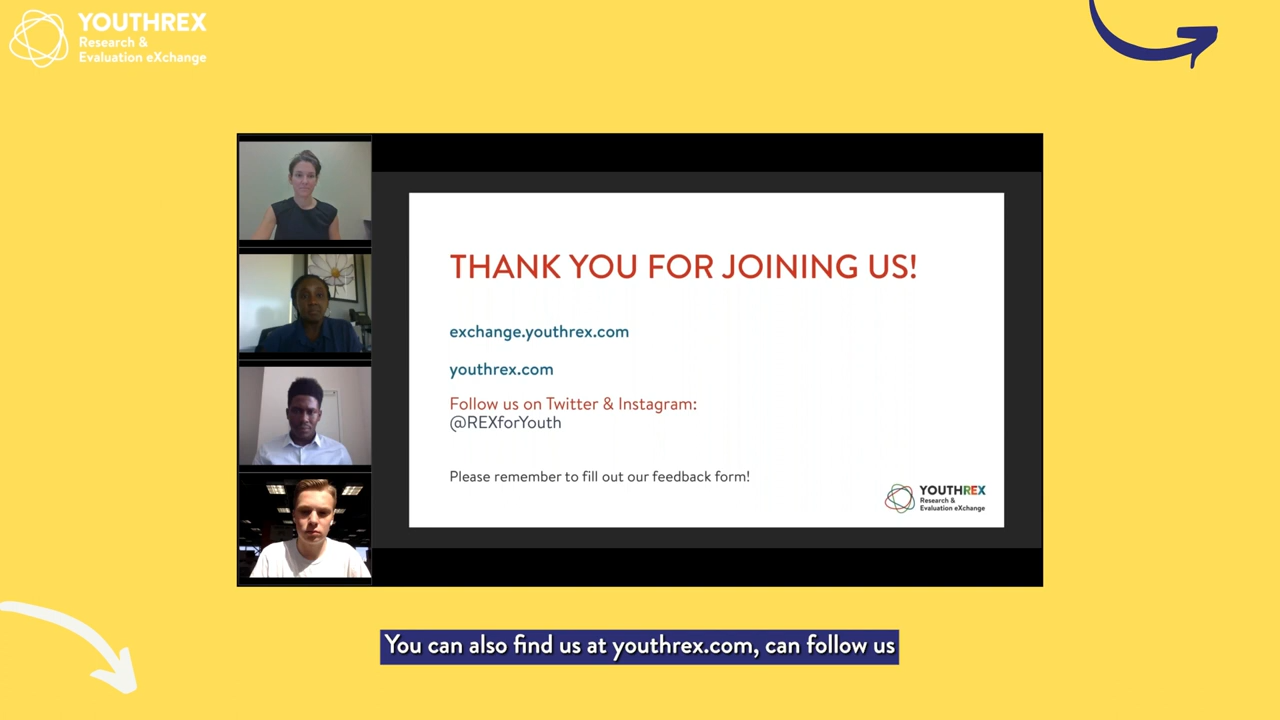 YOUTHREX
Research &
Evaluation eXchange
THANK YOU FOR JOINING US!
exchange.youthrex.com
youthrex.com
Follow us on Twitter & Instagram:
@REXforYouth
Please remember to fill out our feedback form!
YOUTHREX
Research &
Evaluation eXchange
You can also find us at youthrex.com, can follow us